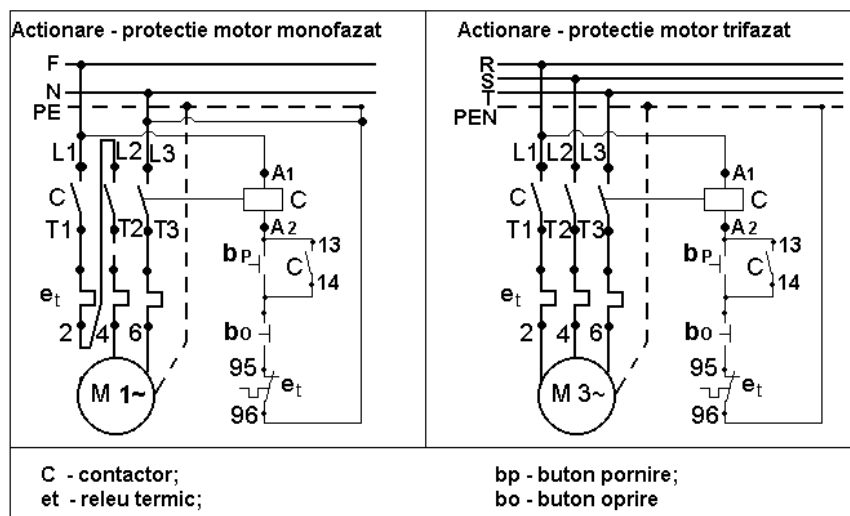 Actionare - protectie motor monofazat
F
N
PE
L1 L2 L3
A1
C C
A2
T1 T2 T3
13
bP C
14
et
bo
2 4 6
95
et
M 1~
96
Actionare - protectie motor trifazat
R
S
T
PEN
L1 L2 L3
A1
C C
A2
T1 T2 T3
13
bP C
14
et
bo
2 4 6
95
et
M 3~
96
C - contactor;
et - releu termic;
bp - buton pornire;
bo - buton oprire